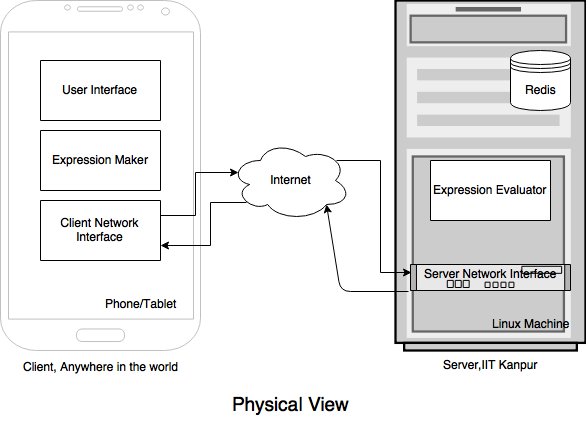 User Interface
Expression Maker
Client Network
Interface
Phone/Tablet
Client, Anywhere in the world
Internet
Redis
Expression Evaluator
Server Network Interface
Linux Machine
Server,IIT Kanpur
Physical View